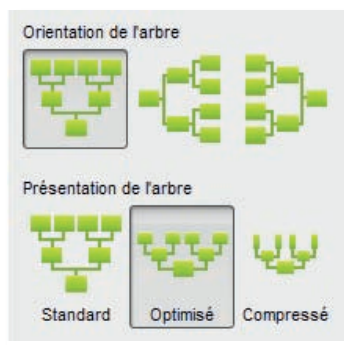 Orientation de l'arbre
Présentation de l'arbre
Standard Optimisé Compressé